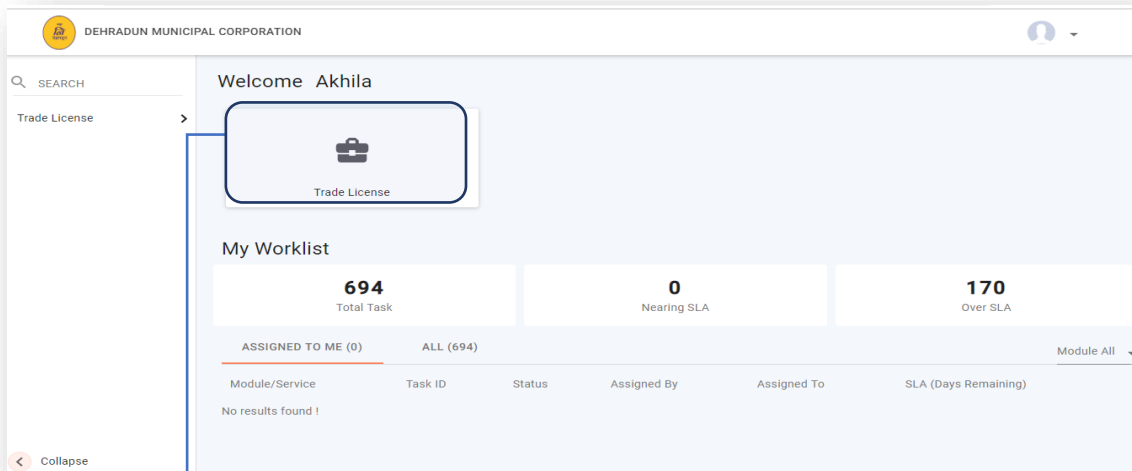 DEHRADUN MUNICIPAL CORPORATION
SEARCH
Trade License
Welcome Akhila
Trade License
My Worklist
694
Total Task
0
Nearing SLA
170
Over SLA
ASSIGNED TO ME (0) ALL (694)
Module All
Module/Service Task ID Status Assigned By Assigned To SLA (Days Remaining)
No results found !
Collapse